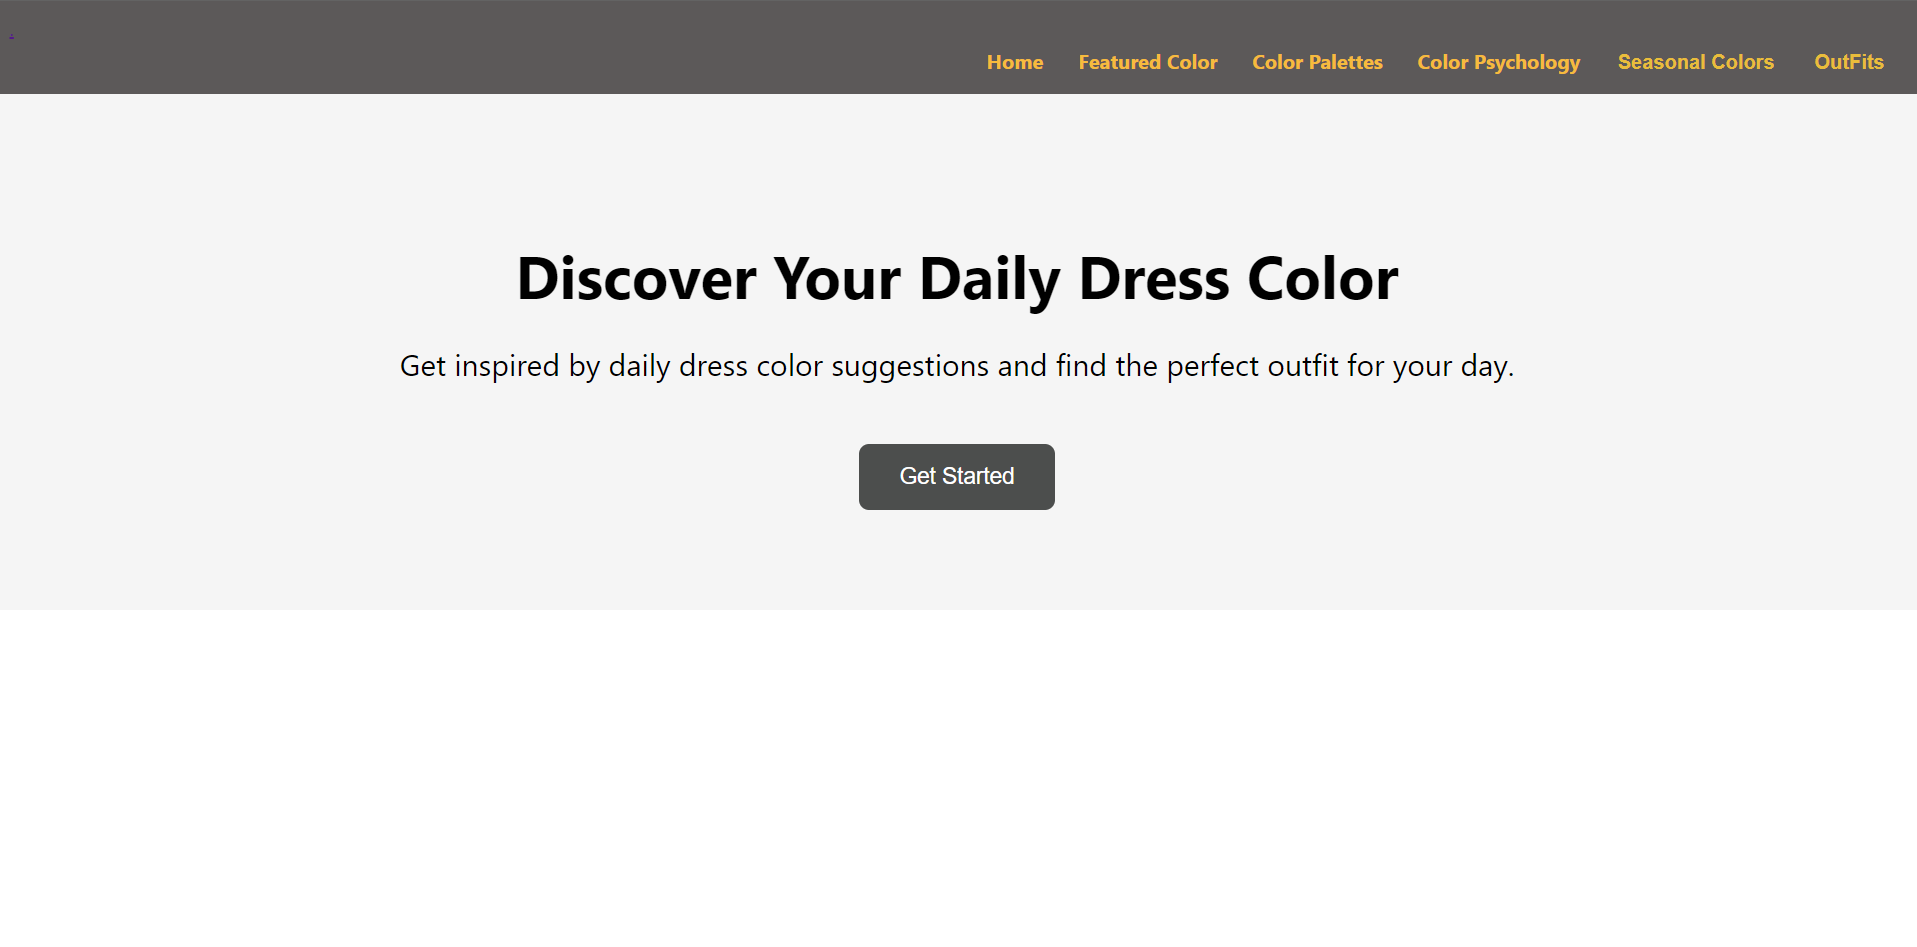 .
Home Featured Color Color Palettes Color Psychology Seasonal Colors OutFits
Discover Your Daily Dress Color
Get inspired by daily dress color suggestions and find the perfect outfit for your day.
Get Started